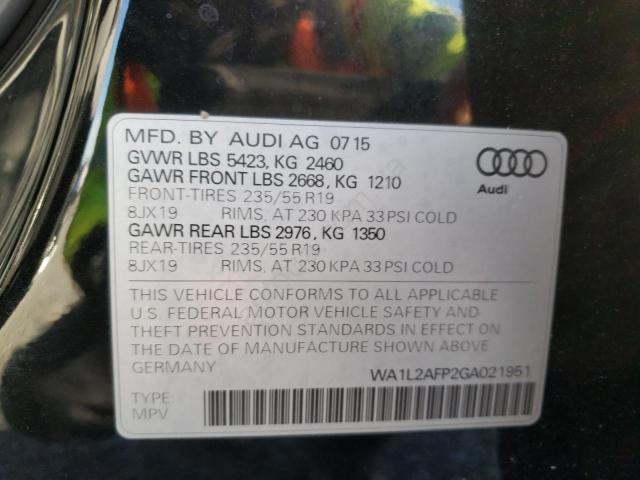 MFD. BY AUDI AG 0715
GVWR LBS 5423, KG 2460
GAWR FRONT LBS 2668, KG 1210
FRONT-TIRES 235/55 R19
8JX19 RIMS, AT 230 KPA 33 PSI COLD
GAWR REAR LBS 2976, KG 1350
REAR-TIRES 235/55 R19
8JX19 RIMS, AT 230 KPA 33 PSI COLD
Audi
THIS VEHICLE CONFORMS TO ALL APPLICABLE
U.S. FEDERAL MOTOR VEHICLE SAFETY AND
THEFT PREVENTION STANDARDS IN EFFECT ON
THE DATE OF MANUFACTURE SHOWN ABOVE.
GERMANY
WA1L2AFP2GA021951
TYPE:
MPV